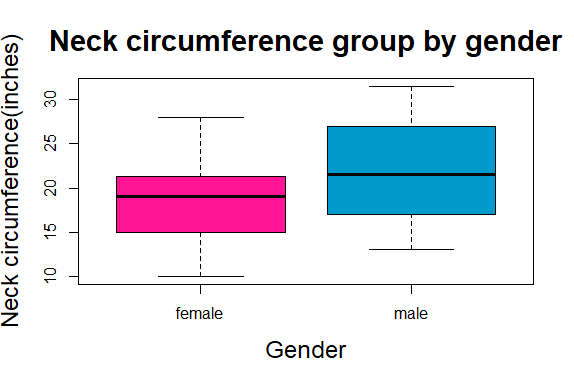 Neck circumference group by gender
Neck circumference(inches)
30
25
20
15
10
female male
Gender